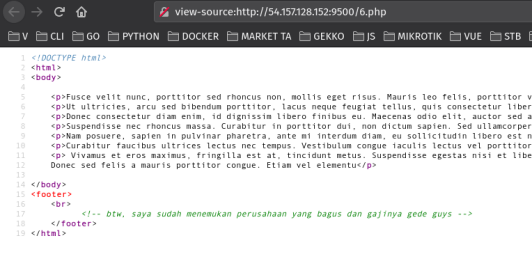 view-source:http://54.157.128.152:9500/6.php
V CLI GO PYTHON DOCKER MARKET TA GEKKO JS MIKROTIK VUE STB
1 <!DOCTYPE html>
2 <html>
3 <body>
4
5 <p>Fusce velit nunc, porttitor sed rhoncus non, mollis eget risus. Mauris leo felis, porttitor v
6 <p>Ut ultricies, arcu sed bibendum porttitor, lacus neque feugiat tellus, quis consectetur liber
7 <p>Donec consectetur diam enim, id dignissim libero finibus eu. Maecenas odio elit, auctor sed a
8 <p>Suspendisse nec rhoncus massa. Curabitur in porttitor dui, non dictum sapien. Sed ullamcorper
9 <p>Nam posuere, sapien in pulvinar pharetra, ante mi interdum diam, eu sollicitudin libero est n
10 <p>Curabitur faucibus ultrices lectus nec tempus. Vestibulum congue iaculis lectus vel porttitor
11 <p> Vivamus et eros maximus, fringilla est at, tincidunt metus. Suspendisse egestas nisi et libe
12 Donec sed felis a mauris porttitor congue. Etiam vel elementu</p>
13
14 </body>
15 <footer>
16 <br>
17 <!-- btw, saya sudah menemukan perusahaan yang bagus dan gajinya gede guys -->
18 </footer>
19 </html>